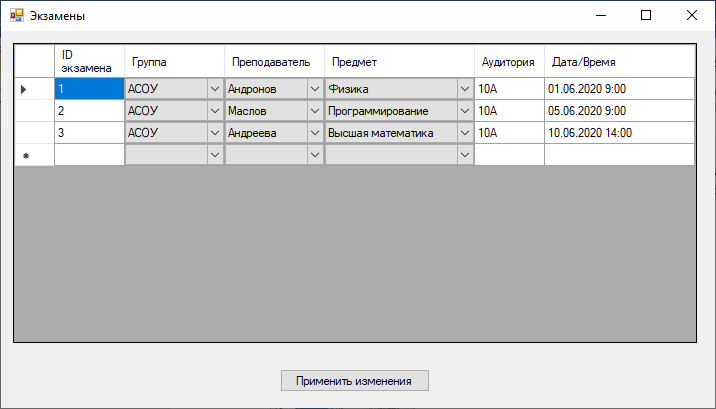 Экзамены
ID экзамена Группа Преподаватель Предмет Аудитория Дата/Время
1 АСОУ Андронов Физика 10А 01.06.2020 9:00
2 АСОУ Маслов Программирование 10А 05.06.2020 9:00
3 АСОУ Андреева Высшая математика 10А 10.06.2020 14:00
Применить изменения